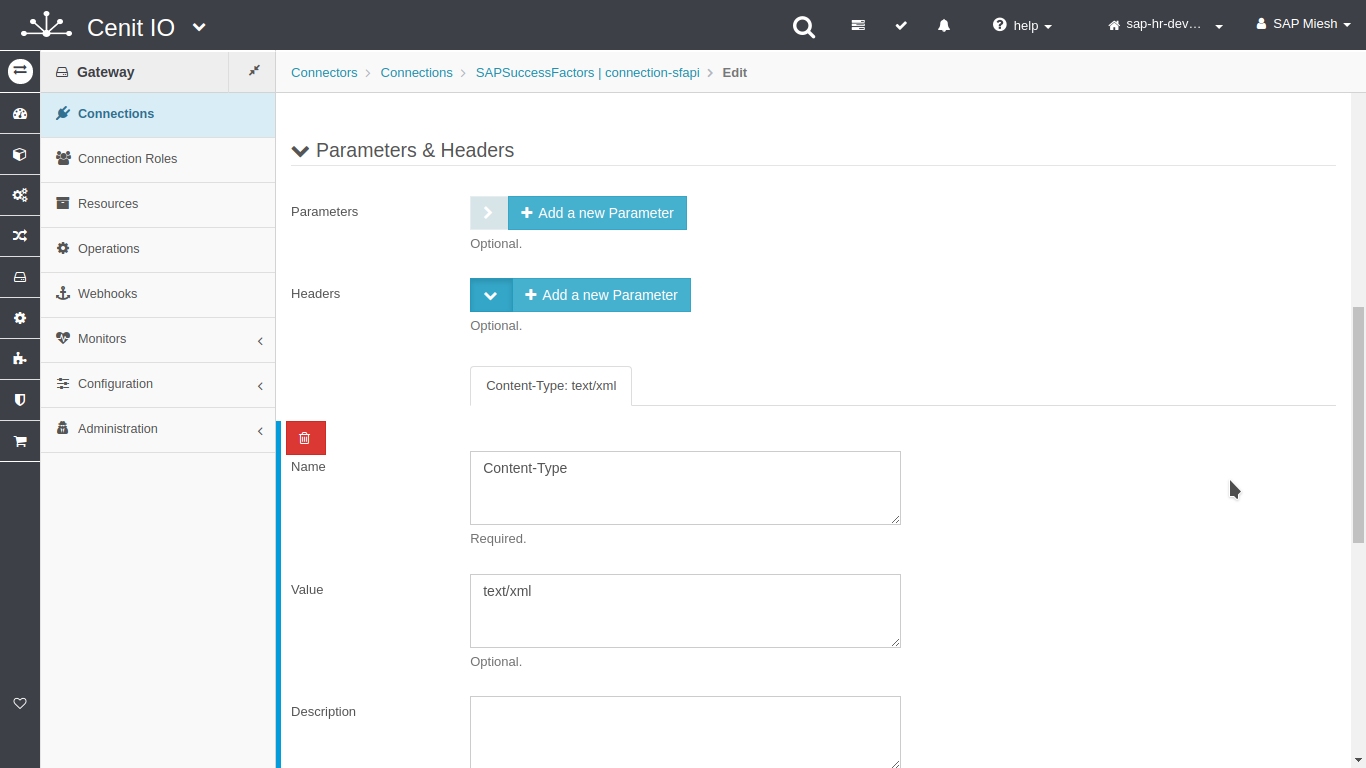 Cenit IO
help
sap-hr-dev…
SAP Miesh
Gateway
Connectors
Connections
SAPSuccessFactors | connection-sfapi
Edit
Connections
Connection Roles
Resources
Operations
Webhooks
Monitors
Configuration
Administration
Parameters & Headers
Parameters
Add a new Parameter
Optional.
Headers
Add a new Parameter
Optional.
Content-Type: text/xml
Name
Content-Type
Required.
Value
text/xml
Optional.
Description